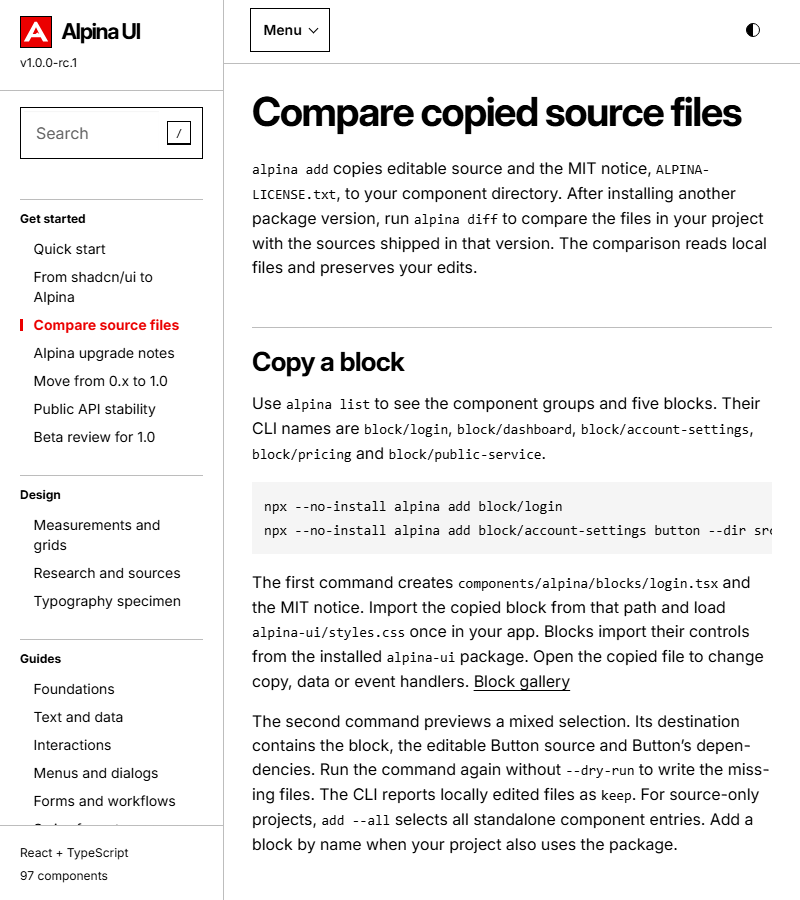 Alpina UI
v1.0.0-rc.1
Search
/
Get started
Quick start
From shadcn/ui to
Alpina
Compare source files
Alpina upgrade notes
Move from 0.x to 1.0
Public API stability
Beta review for 1.0
Design
Measurements and
grids
Research and sources
Typography specimen
Guides
Foundations
Text and data
Interactions
Menus and dialogs
Forms and workflows
React + TypeScript
97 components
Menu
Compare copied source files
alpina add copies editable source and the MIT notice, ALPINA-
LICENSE.txt, to your component directory. After installing another
package version, run alpina diff to compare the files in your project
with the sources shipped in that version. The comparison reads local
files and preserves your edits.
Copy a block
Use alpina list to see the component groups and five blocks. Their
CLI names are block/login, block/dashboard, block/account-settings,
block/pricing and block/public-service.
npx --no-install alpina add block/login
npx --no-install alpina add block/account-settings button --dir src
The first command creates components/alpina/blocks/login.tsx and
the MIT notice. Import the copied block from that path and load
alpina-ui/styles.css once in your app. Blocks import their controls
from the installed alpina-ui package. Open the copied file to change
copy, data or event handlers. Block gallery
The second command previews a mixed selection. Its destination
contains the block, the editable Button source and Button’s depen-
dencies. Run the command again without --dry-run to write the miss-
ing files. The CLI reports locally edited files as keep. For source-only
projects, add --all selects all standalone component entries. Add a
block by name when your project also uses the package.